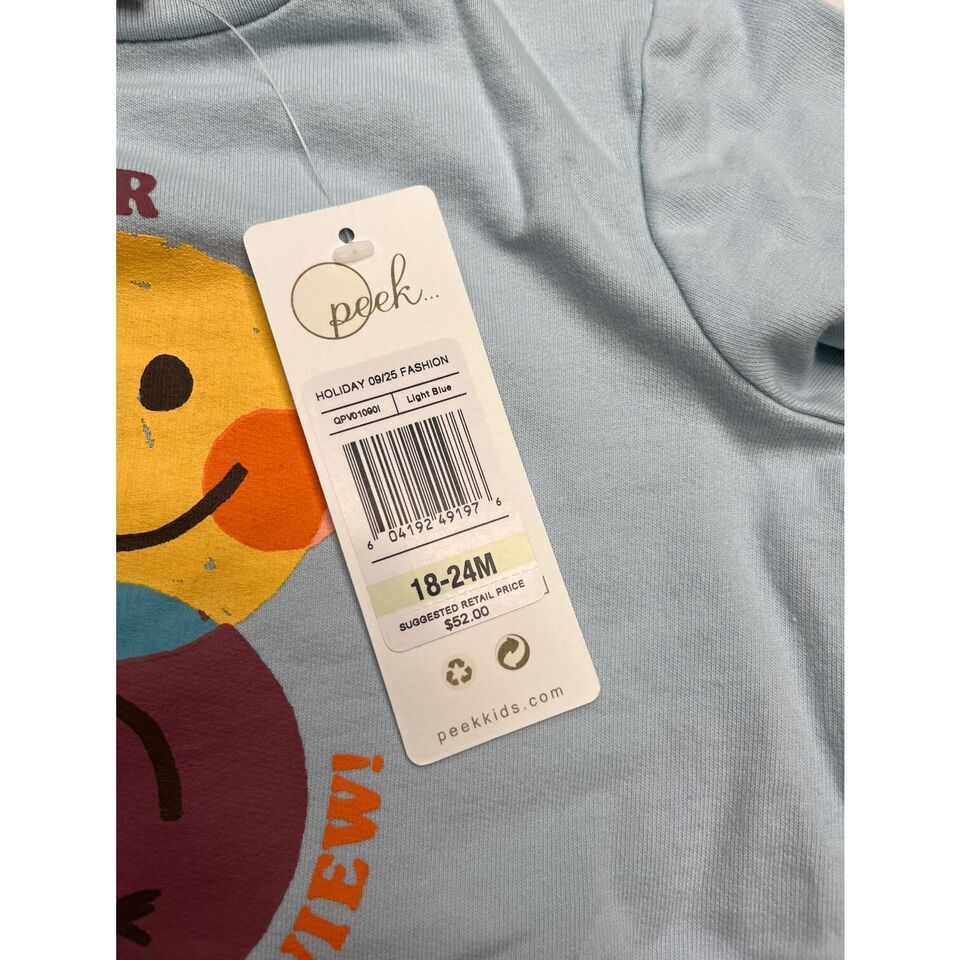 R
peek...
HOLIDAY 09/25 FASHION
QPV01090I Light Blue
6 04192 49197 6
18-24M
SUGGESTED RETAIL PRICE
$52.00
peekkids.com
VIEW!